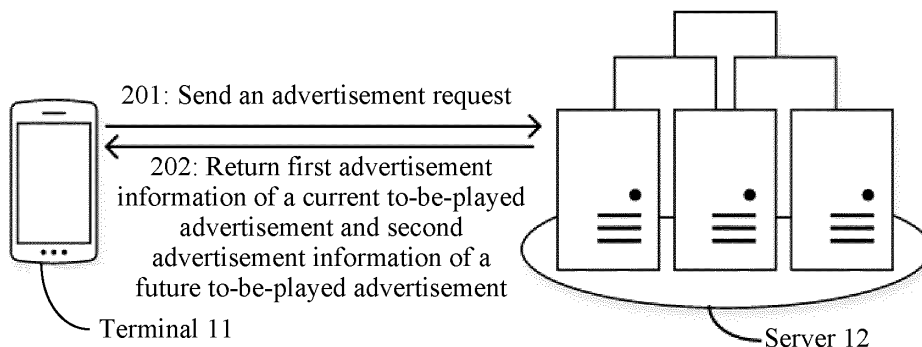 201: Send an advertisement request
202: Return first advertisement
information of a current to-be-played
advertisement and second
advertisement information of a
future to-be-played advertisement
Terminal 11
Server 12